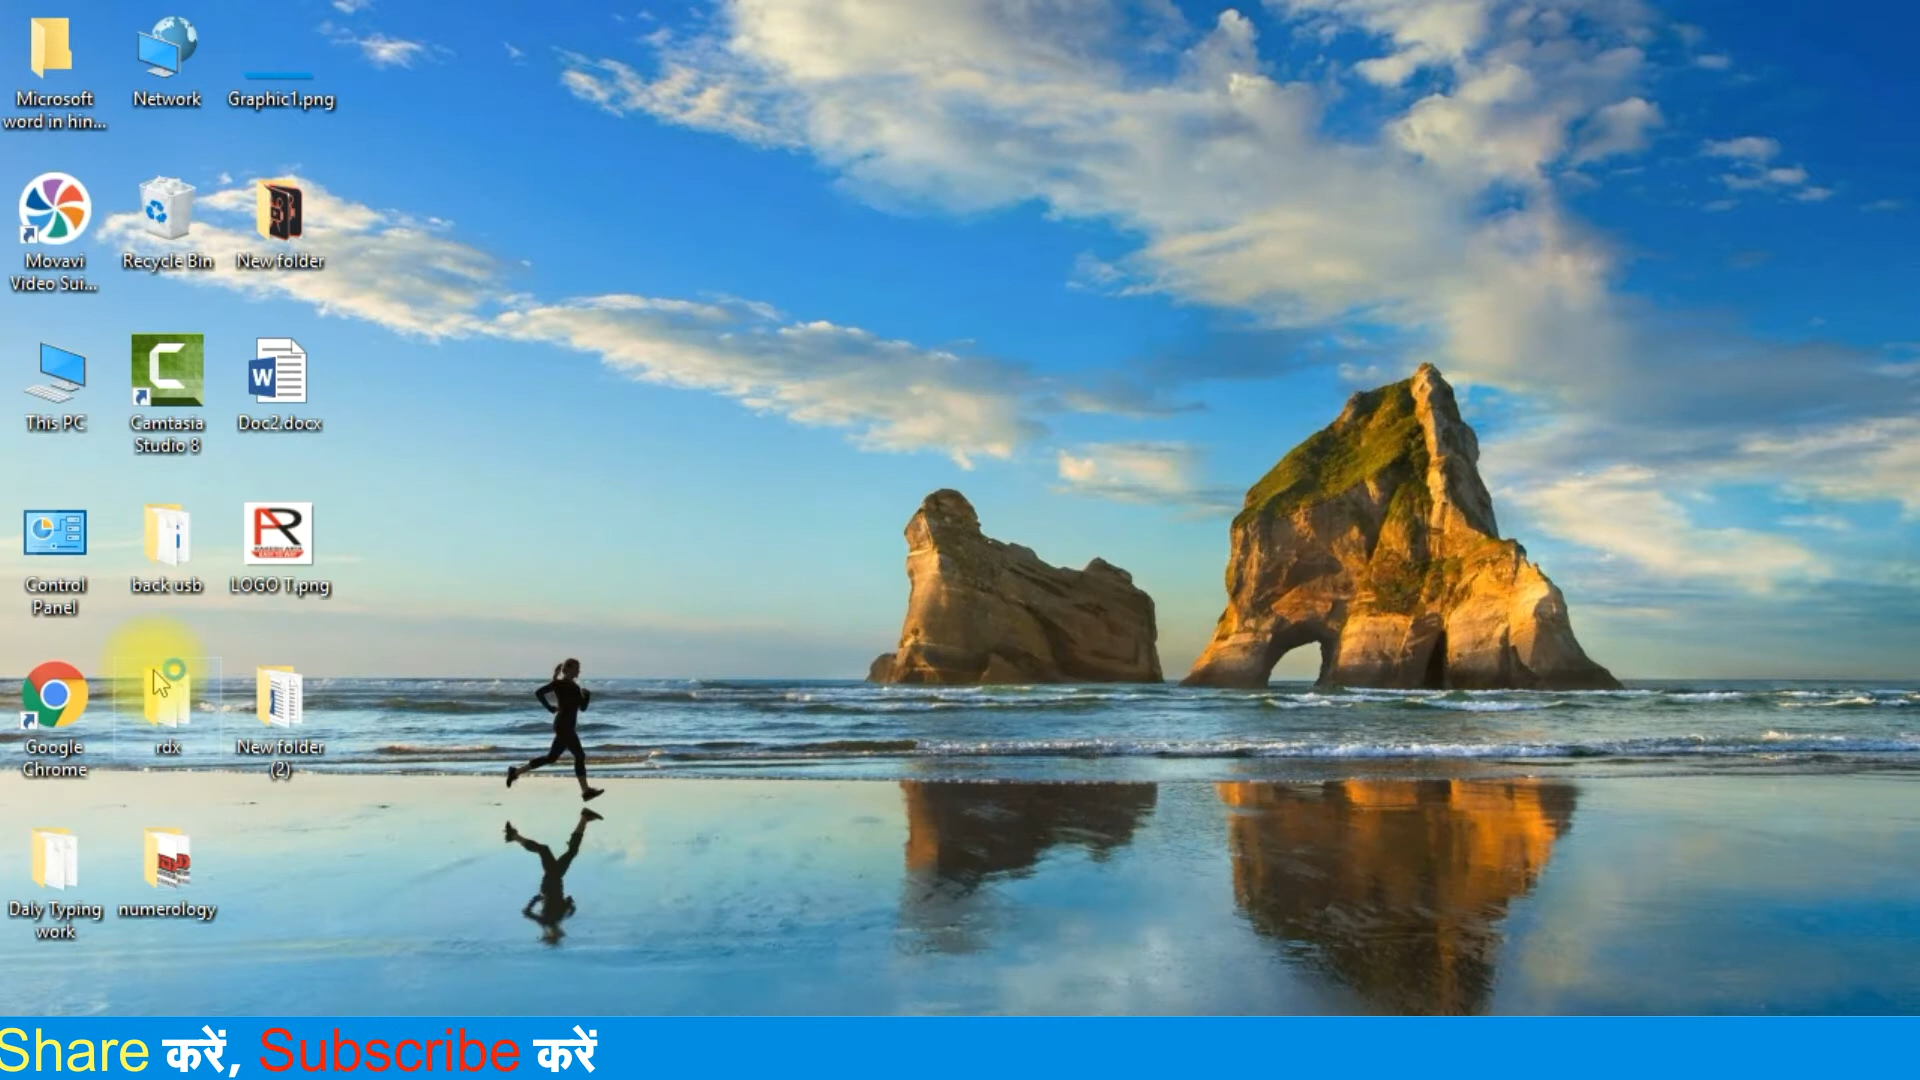 Microsoft
word in hin...
Network
Graphic1.png
Movavi
Video Sui...
Recycle Bin
New folder
This PC
Camtasia
Studio 8
W
Doc2.docx
Control
Panel
back usb
AR
LOGO T.png
Google
Chrome
rdx
New folder
(2)
Daly Typing
work
numerology
Share करें, Subscribe करें